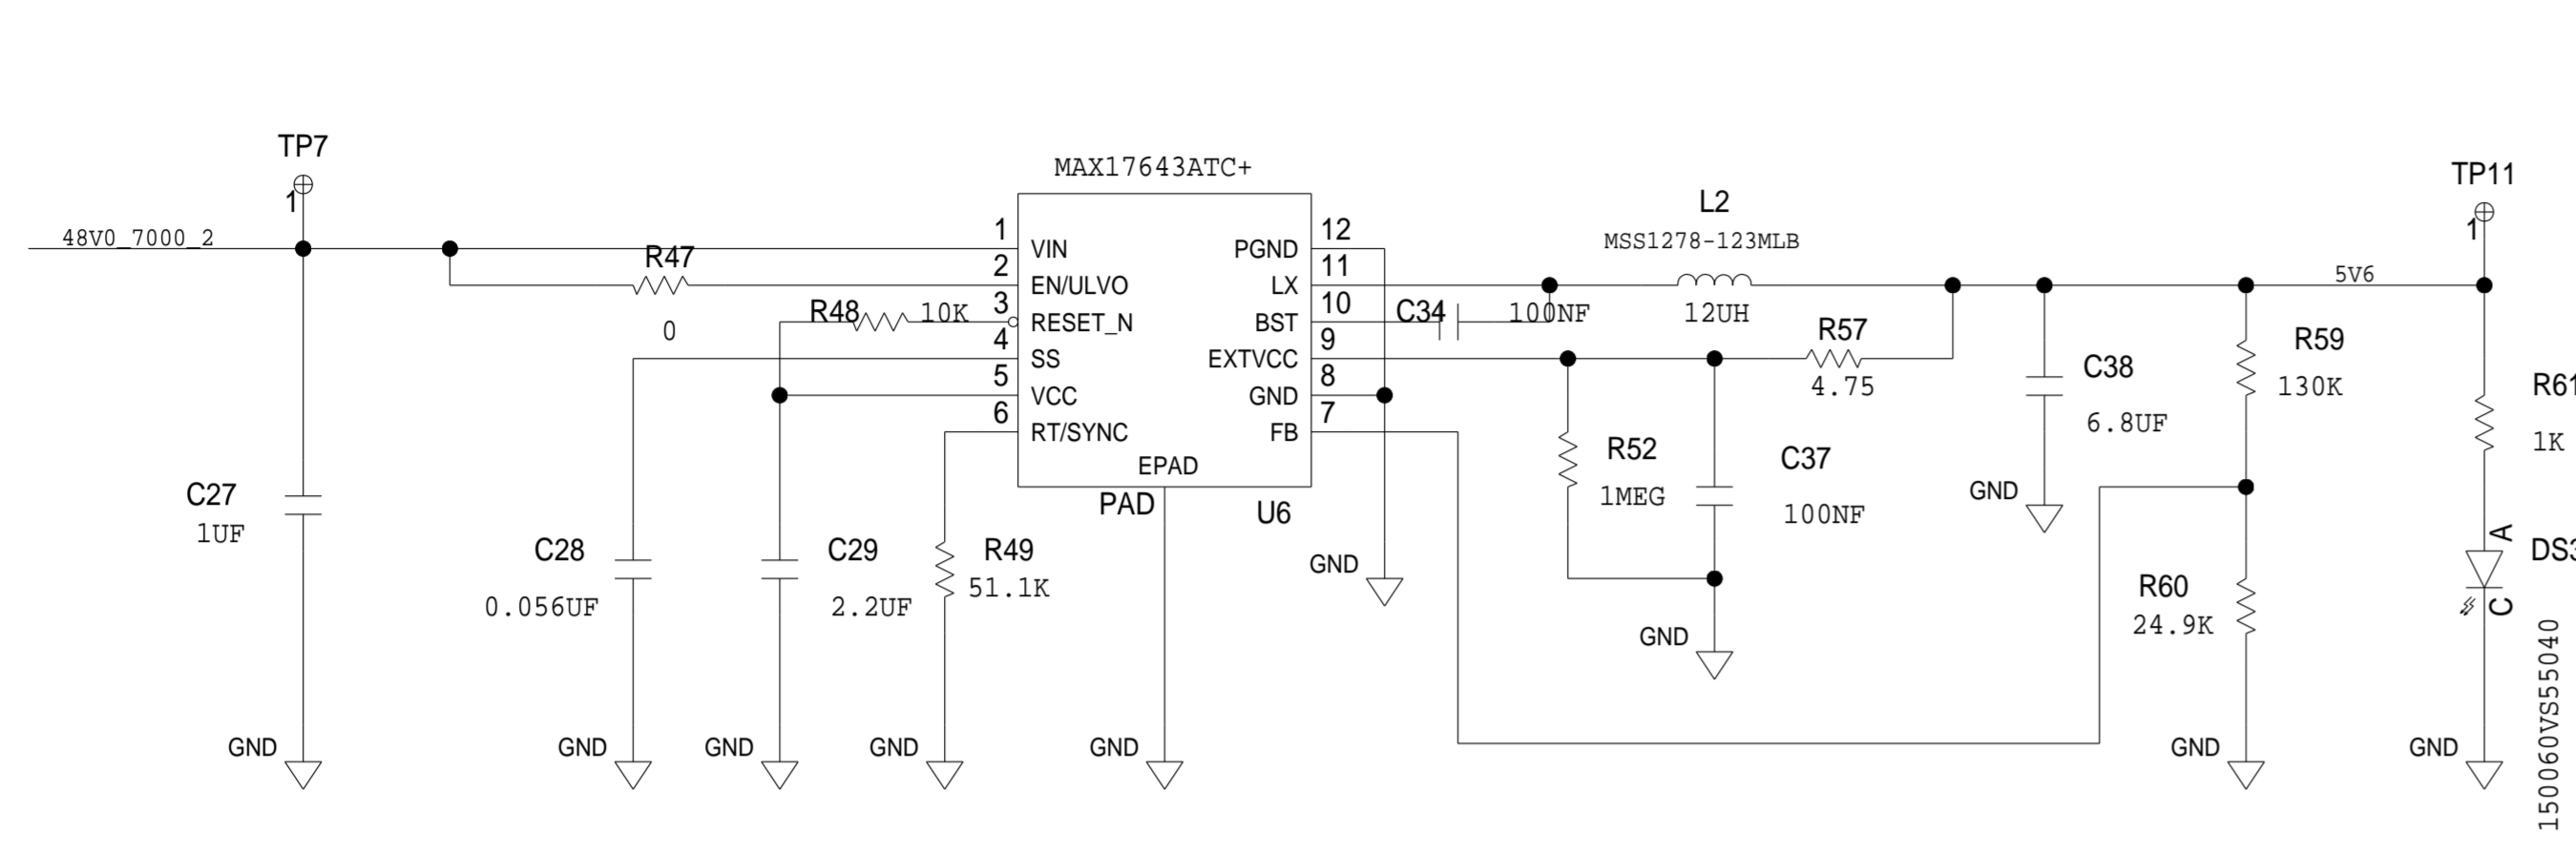 TP7
1
48V0_7000_2
C27
1UF
GND
R47
0
R48
10K
C28
0.056UF
GND
C29
2.2UF
GND
R49
51.1K
GND
MAX17643ATC+
1
2
3
4
5
6
VIN
EN/ULVO
RESET_N
SS
VCC
RT/SYNC
PGND
LX
BST
EXTVCC
GND
FB
12
11
10
9
8
7
EPAD
PAD
U6
GND
GND
C34
100NF
L2
MSS1278-123MLB
12UH
R57
4.75
R52
1MEG
C37
100NF
GND
C38
6.8UF
GND
R59
130K
R60
24.9K
GND
5V6
TP11
1
R61
1K
A
DS3
C
150060VS55040
GND